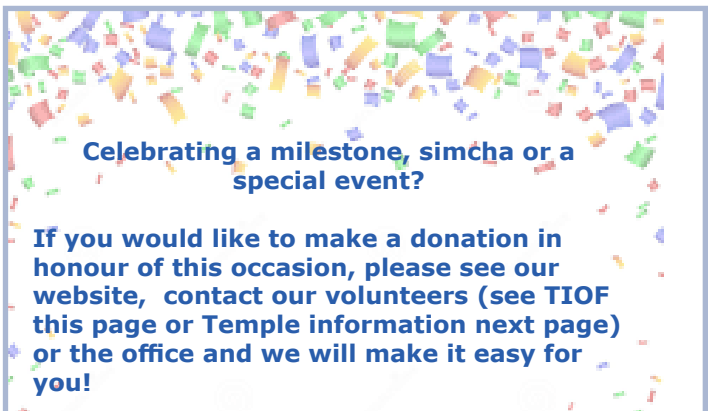 Celebrating a milestone, simcha or a
special event?
If you would like to make a donation in
honour of this occasion, please see our
website, contact our volunteers (see TIOF
this page or Temple information next page)
or the office and we will make it easy for
you!